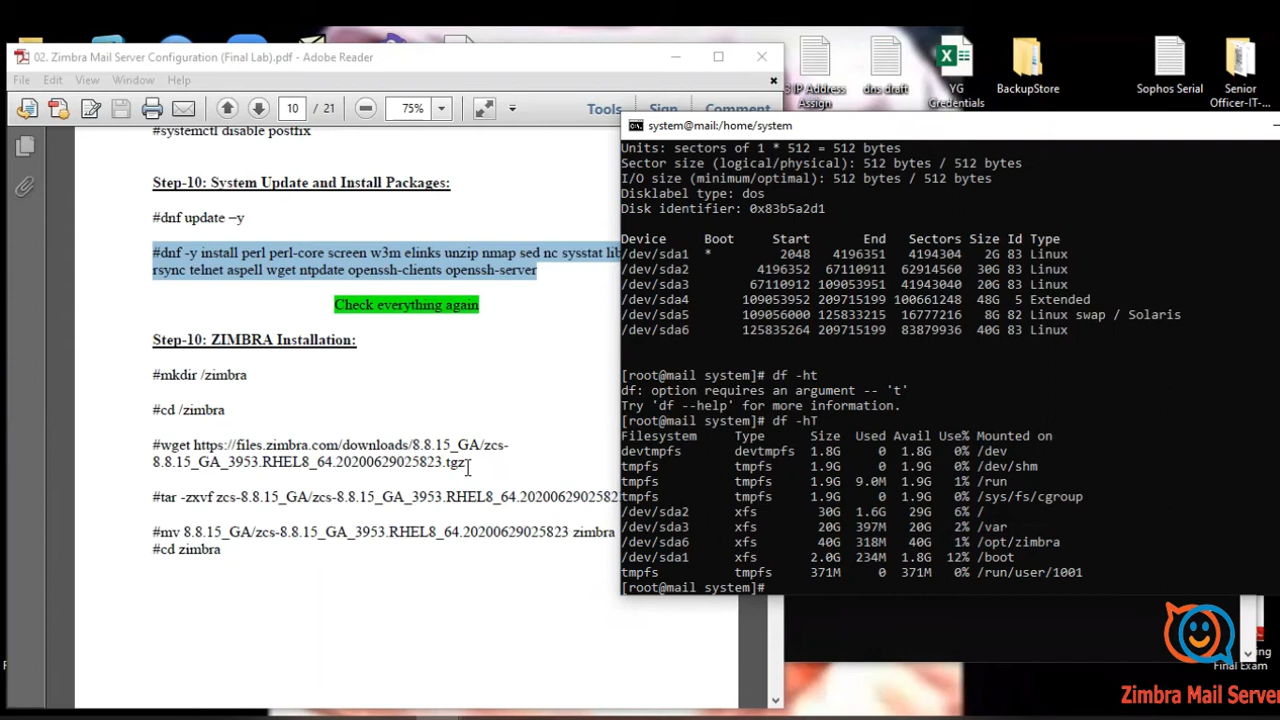 02. Zimbra Mail Server Configuration (Final Lab).pdf - Adobe Reader
File Edit View Window Help
10 / 21 75% Tools Sign Comment
#systemctl disable postfix
Step-10: System Update and Install Packages:
#dnf update –y
#dnf -y install perl perl-core screen w3m elinks unzip nmap sed nc sysstat lib
rsync telnet aspell wget ntpdate openssh-clients openssh-server
Check everything again
Step-10: ZIMBRA Installation:
#mkdir /zimbra
#cd /zimbra
#wget https://files.zimbra.com/downloads/8.8.15_GA/zcs-
8.8.15_GA_3953.RHEL8_64.20200629025823.tgz
#tar -zxvf zcs-8.8.15_GA/zcs-8.8.15_GA_3953.RHEL8_64.2020062902582
#mv 8.8.15_GA/zcs-8.8.15_GA_3953.RHEL8_64.20200629025823 zimbra
#cd zimbra
IP Address
Assign
dns draft
YG
Credentials
BackupStore
Sophos Serial
Senior
Officer-IT-...
system@mail:/home/system
Units: sectors of 1 * 512 = 512 bytes
Sector size (logical/physical): 512 bytes / 512 bytes
I/O size (minimum/optimal): 512 bytes / 512 bytes
Disklabel type: dos
Disk identifier: 0x83b5a2d1
Device Boot Start End Sectors Size Id Type
/dev/sda1 * 2048 4196351 4194304 2G 83 Linux
/dev/sda2 4196352 67110911 62914560 30G 83 Linux
/dev/sda3 67110912 109053951 41943040 20G 83 Linux
/dev/sda4 109053952 209715199 100661248 48G 5 Extended
/dev/sda5 109056000 125833215 16777216 8G 82 Linux swap / Solaris
/dev/sda6 125835264 209715199 83879936 40G 83 Linux
[root@mail system]# df -ht
df: option requires an argument -- 't'
Try 'df --help' for more information.
[root@mail system]# df -hT
Filesystem Type Size Used Avail Use% Mounted on
devtmpfs devtmpfs 1.8G 0 1.8G 0% /dev
tmpfs tmpfs 1.9G 0 1.9G 0% /dev/shm
tmpfs tmpfs 1.9G 9.0M 1.9G 1% /run
tmpfs tmpfs 1.9G 0 1.9G 0% /sys/fs/cgroup
/dev/sda2 xfs 30G 1.6G 29G 6% /
/dev/sda3 xfs 20G 397M 20G 2% /var
/dev/sda6 xfs 40G 318M 40G 1% /opt/zimbra
/dev/sda1 xfs 2.0G 234M 1.8G 12% /boot
tmpfs tmpfs 371M 0 371M 0% /run/user/1001
[root@mail system]#
Final Exam
Zimbra Mail Server